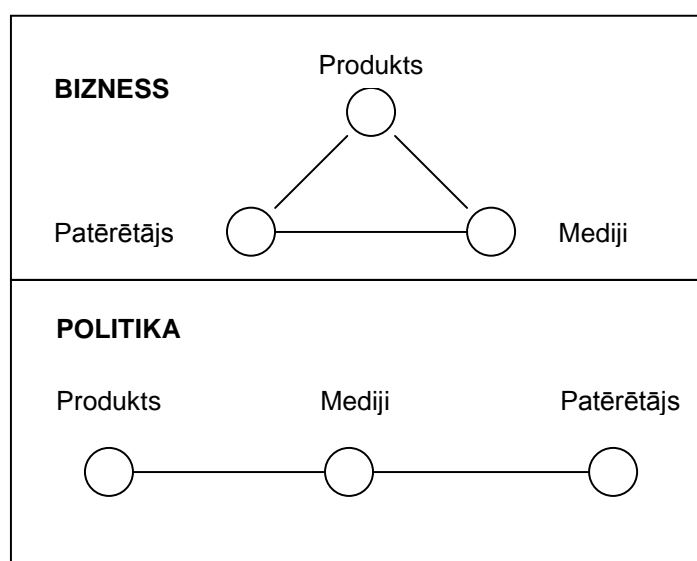 Produkts
BIZNESS
Patērētājs
Mediji
POLITIKA
Produkts Mediji Patērētājs